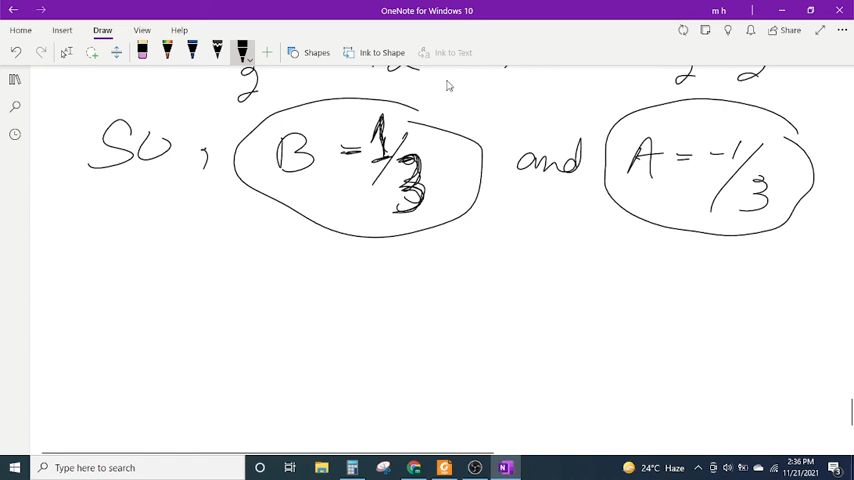 OneNote for Windows 10
m h
Home Insert Draw View Help
Share
Shapes Ink to Shape Ink to Text
So, B = 1/3 and A = -1/3
Type here to search
24°C Haze
2:36 PM
11/21/2021
3